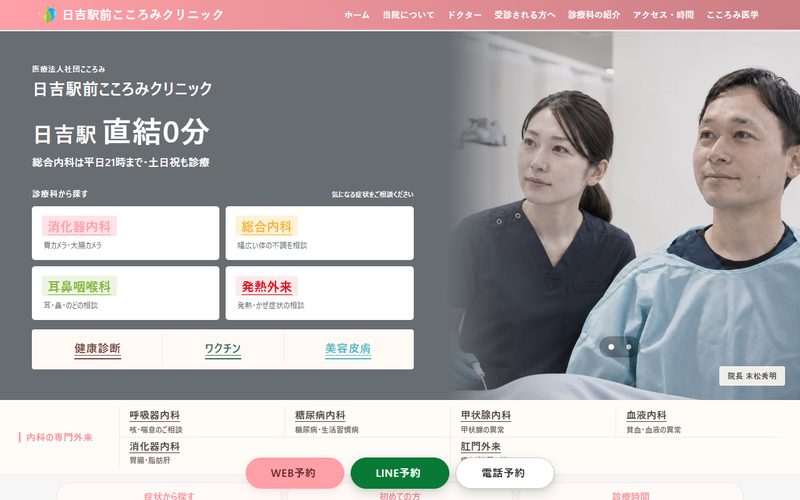 日吉駅前こころみクリニック
ホーム 当院について ドクター 受診される方へ 診療科の紹介 アクセス・時間 こころみ医学
医療法人社団こころみ
日吉駅前こころみクリニック
日吉駅 直結0分
総合内科は平日21時まで・土日祝も診療
診療科から探す 気になる症状をご相談ください
消化器内科 総合内科
胃カメラ・大腸カメラ 幅広い体の不調を相談
耳鼻咽喉科 発熱外来
耳・鼻・のどの相談 発熱・かぜ症状の相談
健康診断 ワクチン 美容皮膚
院長 末松秀明
内科の専門外来
呼吸器内科 糖尿病内科 甲状腺内科 血液内科
咳・喘息のご相談 糖尿病・生活習慣病 甲状腺の異常 貧血・血液の異常
消化器内科 肛門外来
胃腸・脂肪肝
WEB予約 LINE予約 電話予約
症状から探す 初めての方 診療時間